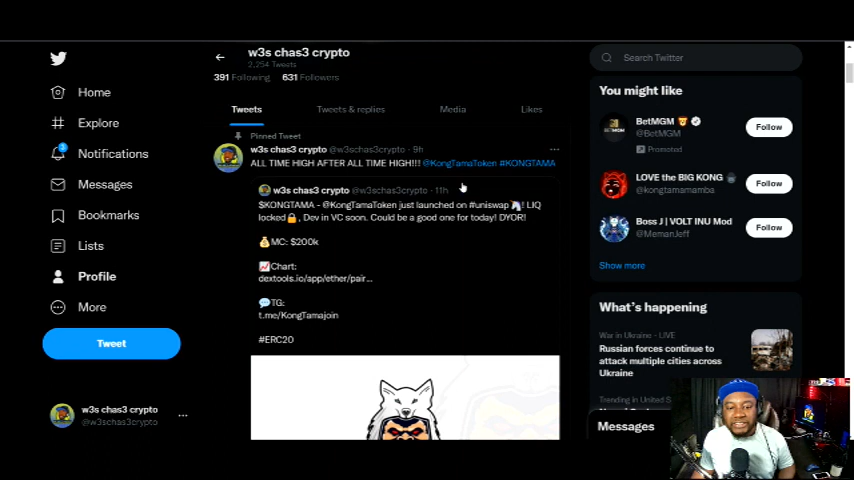 w3s chas3 crypto
2,254 Tweets
391 Following 631 Followers
Tweets
Tweets & replies
Media
Likes
Home
Explore
3
Notifications
Messages
Bookmarks
Lists
Profile
More
Tweet
w3s chas3 crypto
@w3schas3crypto
Pinned Tweet
w3s chas3 crypto @w3schas3crypto · 9h
ALL TIME HIGH AFTER ALL TIME HIGH!!! @KongTamaToken #KONGTAMA
w3s chas3 crypto @w3schas3crypto · 11h
$KONGTAMA - @KongTamaToken just launched on #uniswap! LIQ
locked, Dev in VC soon. Could be a good one for today! DYOR!
MC: $200k
Chart:
dextools.io/app/ether/pair...
TG:
t.me/KongTamajoin
#ERC20
Search Twitter
You might like
BetMGM
@BetMGM
Promoted
Follow
LOVE the BIG KONG
@kongtamamamba
Follow
Boss J | VOLT INU Mod
@MemanJeff
Follow
Show more
What's happening
War in Ukraine · LIVE
Russian forces continue to
attack multiple cities across
Ukraine
Trending in United S
Messages